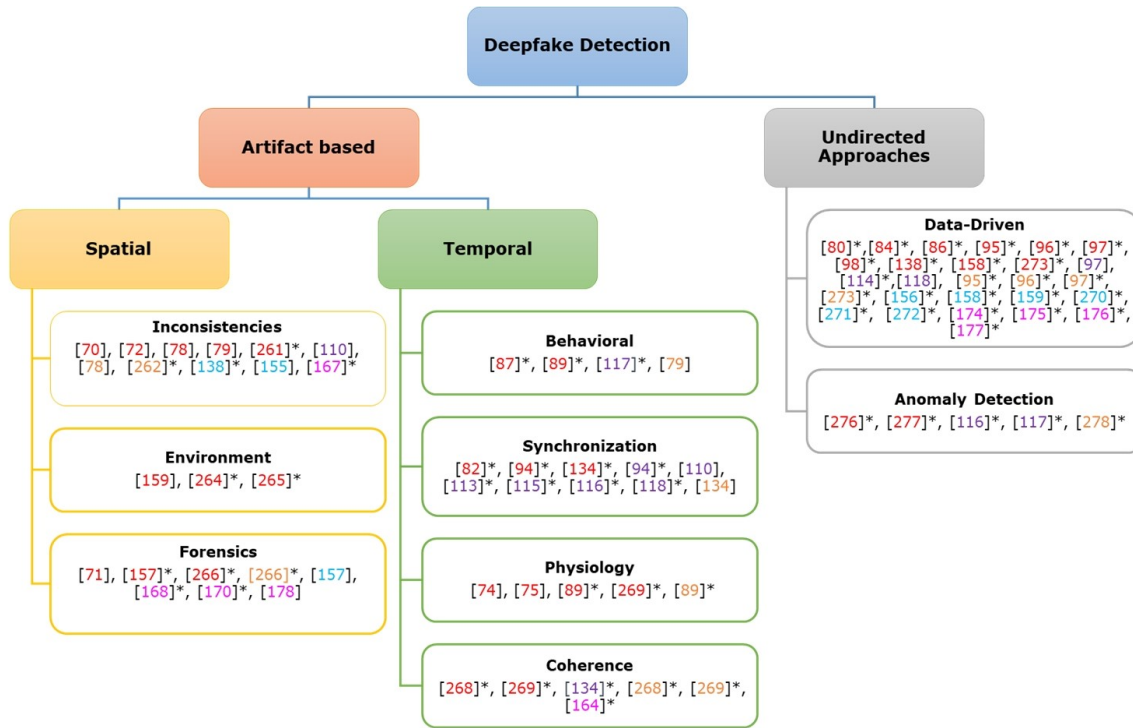 Deepfake Detection
Artifact based
Undirected
Approaches
Spatial
Temporal
Data-Driven
[80]*,[84]*, [86]*, [95]*, [96]*, [97]*,
[98]*, [138]*, [158]*, [273]*, [97],
[114]*,[118], [95]*, [96]*, [97]*,
[273]*, [156]*, [158]*, [159]*, [270]*,
[271]*, [272]*, [174]*, [175]*, [176]*,
[177]*
Inconsistencies
[70], [72], [78], [79], [261]*, [110],
[78], [262]*, [138]*, [155], [167]*
Behavioral
[87]*, [89]*, [117]*, [79]
Anomaly Detection
[276]*, [277]*, [116]*, [117]*, [278]*
Environment
[159], [264]*, [265]*
Synchronization
[82]*, [94]*, [134]*, [94]*, [110],
[113]*, [115]*, [116]*, [118]*, [134]
Forensics
[71], [157]*, [266]*, [266]*, [157],
[168]*, [170]*, [178]
Physiology
[74], [75], [89]*, [269]*, [89]*
Coherence
[268]*, [269]*, [134]*, [268]*, [269]*,
[164]*